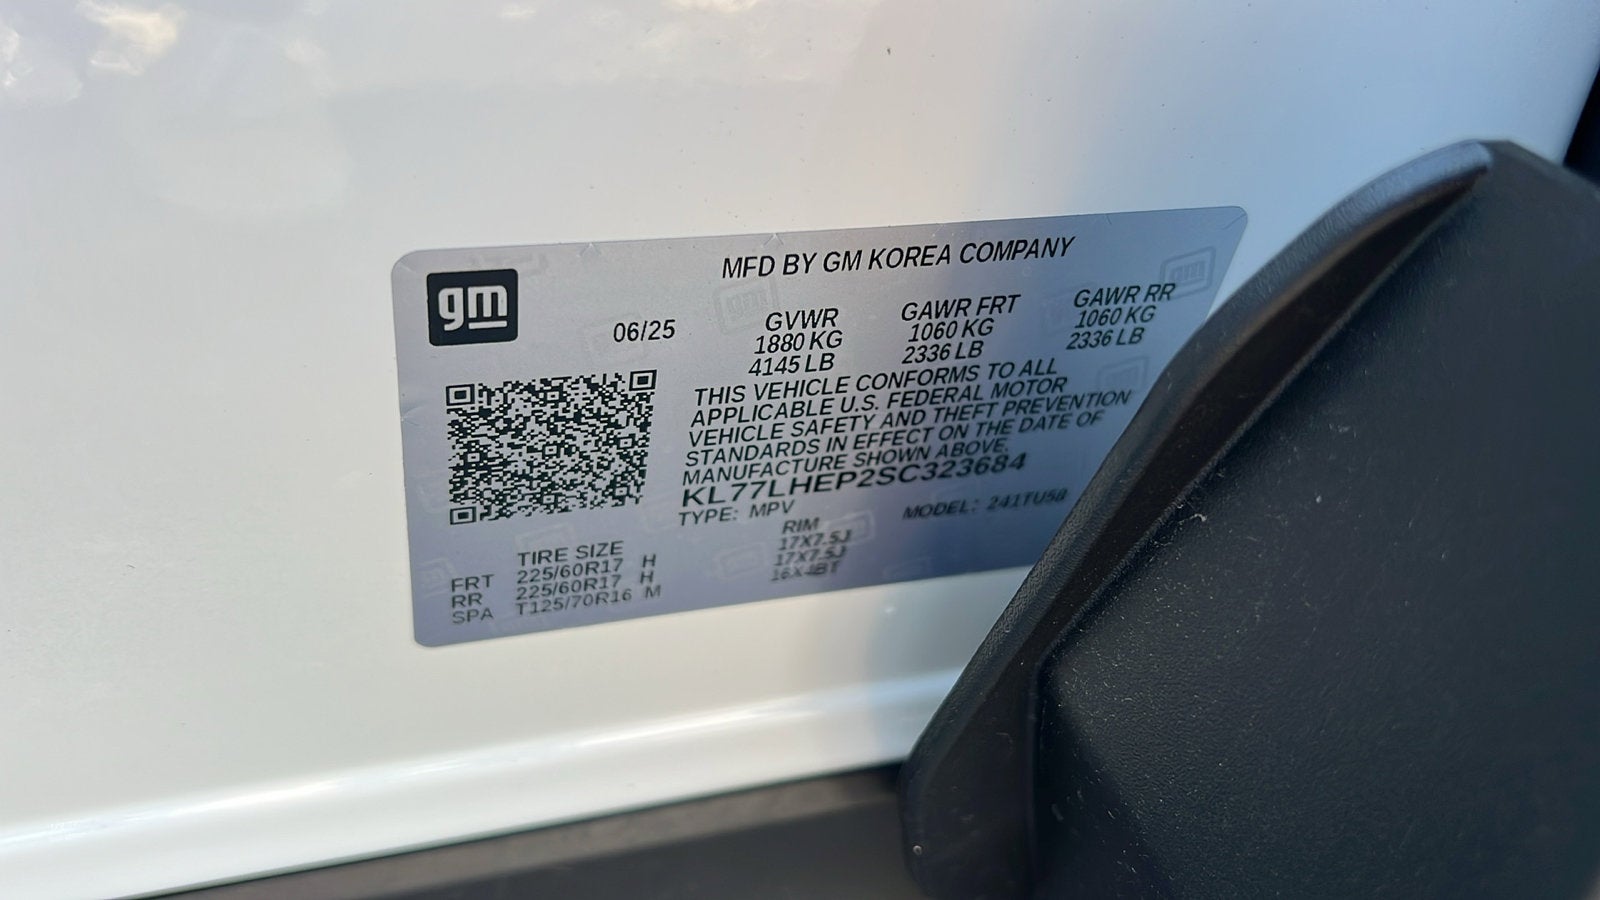 MFD BY GM KOREA COMPANY
gm
06/25
GVWR GAWR FRT GAWR RR
1880 KG 1060 KG 1060 KG
4145 LB 2336 LB 2336 LB
THIS VEHICLE CONFORMS TO ALL
APPLICABLE U.S. FEDERAL MOTOR
VEHICLE SAFETY AND THEFT PREVENTION
STANDARDS IN EFFECT ON THE DATE OF
MANUFACTURE SHOWN ABOVE.
KL77LHEP2SC323684
TYPE: MPV MODEL: 241TU58
TIRE SIZE RIM
FRT 225/60R17 H 17X7.5J
RR 225/60R17 H 17X7.5J
SPA T125/70R16 M 16X4BT